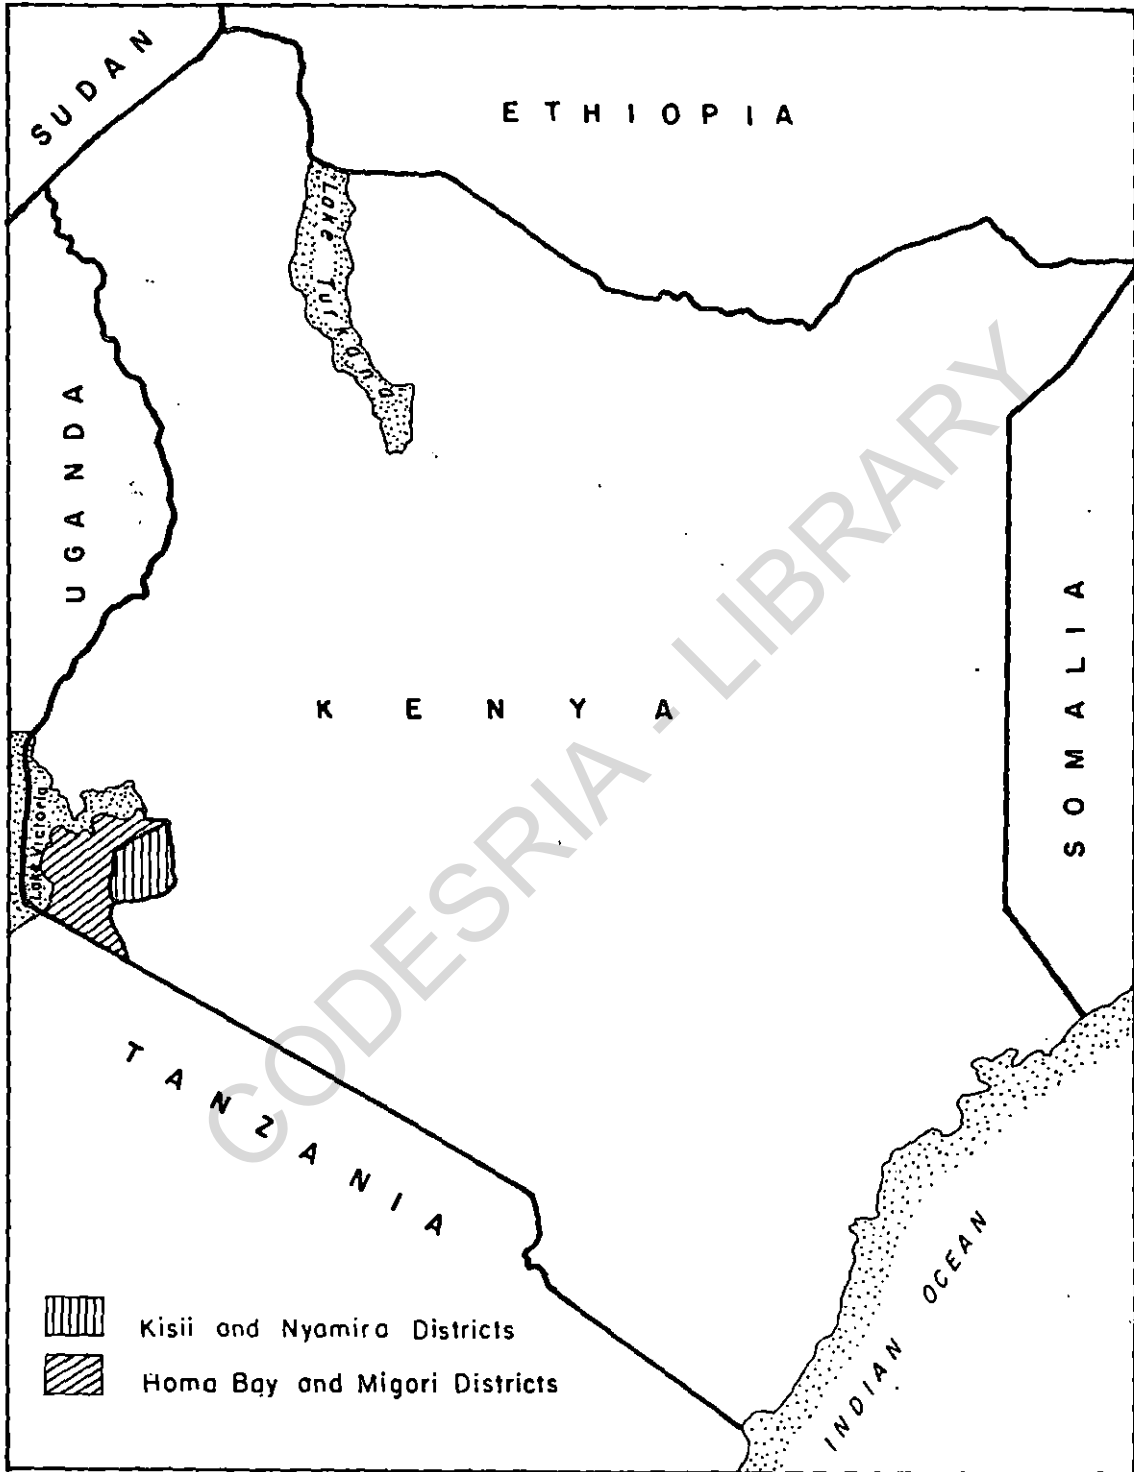 SUDAN
ETHIOPIA
Lake Turkana
UGANDA
KENYA
SOMALIA
Lake Victoria
TANZANIA
INDIAN OCEAN
Kisii and Nyamira Districts
Homa Bay and Migori Districts
CODESRIA - LIBRARY